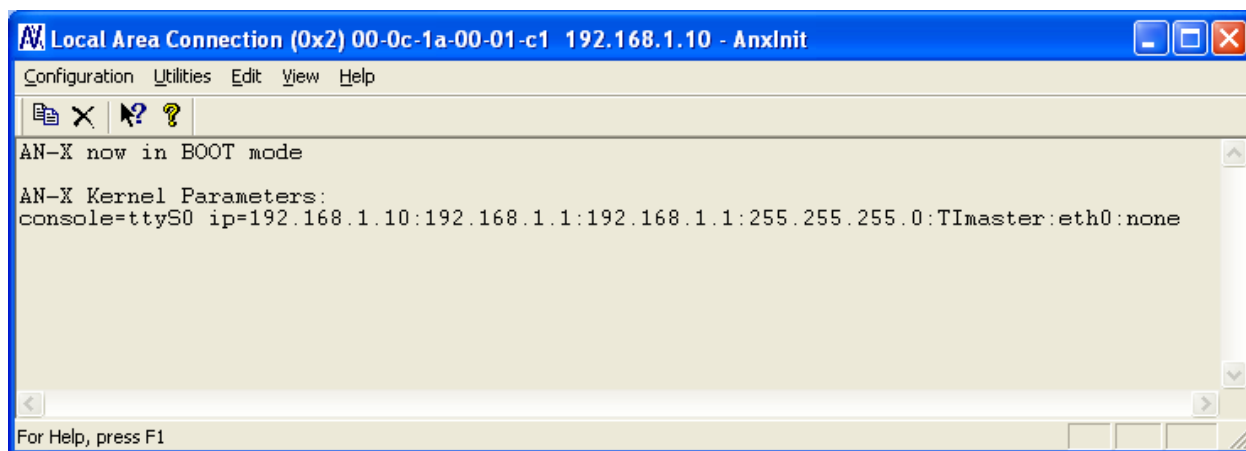 AX Local Area Connection (0x2) 00-0c-1a-00-01-c1 192.168.1.10 - AnxInit
Configuration Utilities Edit View Help
AN-X now in BOOT mode
AN-X Kernel Parameters:
console=ttyS0 ip=192.168.1.10:192.168.1.1:192.168.1.1:255.255.255.0:TImaster:eth0:none
For Help, press F1